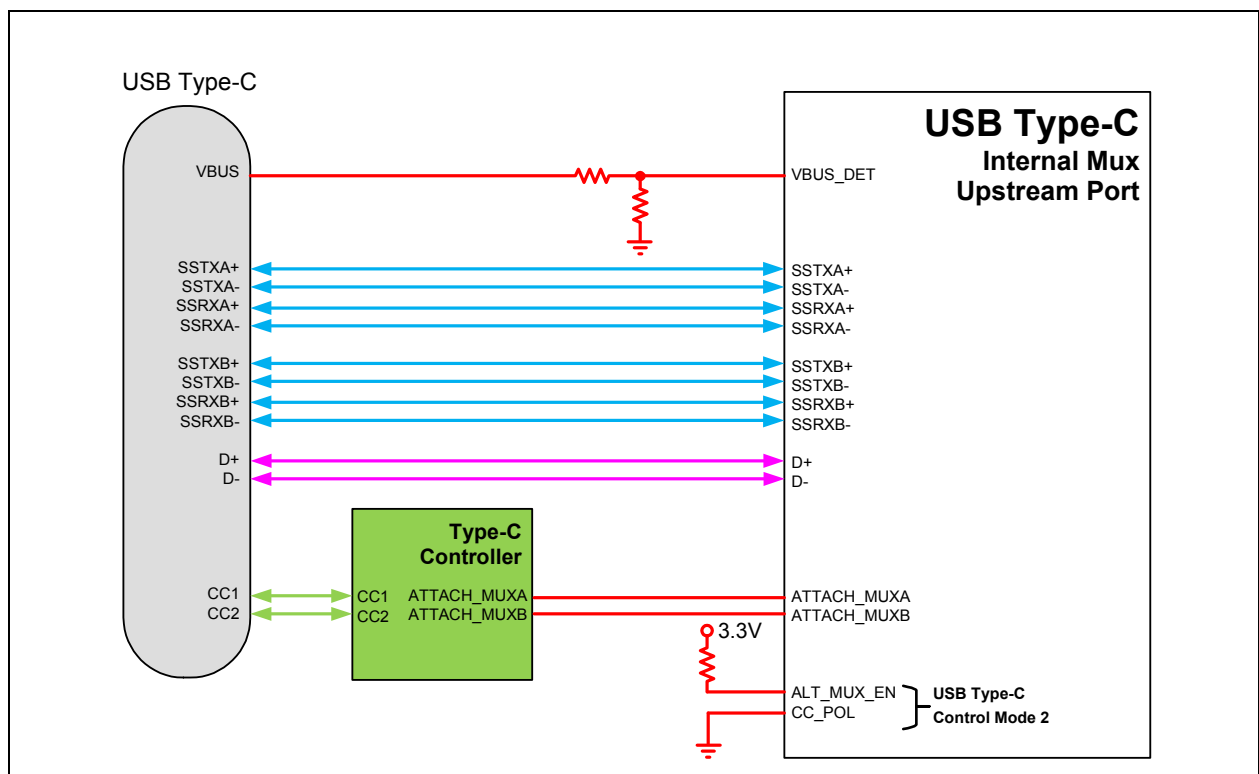 USB Type-C
USB Type-C
Internal Mux
Upstream Port
VBUS
VBUS_DET
SSTXA+
SSTXA-
SSRXA+
SSRXA-
SSTXA+
SSTXA-
SSRXA+
SSRXA-
SSTXB+
SSTXB-
SSRXB+
SSRXB-
SSTXB+
SSTXB-
SSRXB+
SSRXB-
D+
D-
D+
D-
Type-C
Controller
CC1
CC2
CC1 ATTACH_MUXA
CC2 ATTACH_MUXB
ATTACH_MUXA
ATTACH_MUXB
3.3V
ALT_MUX_EN
CC_POL
USB Type-C
Control Mode 2